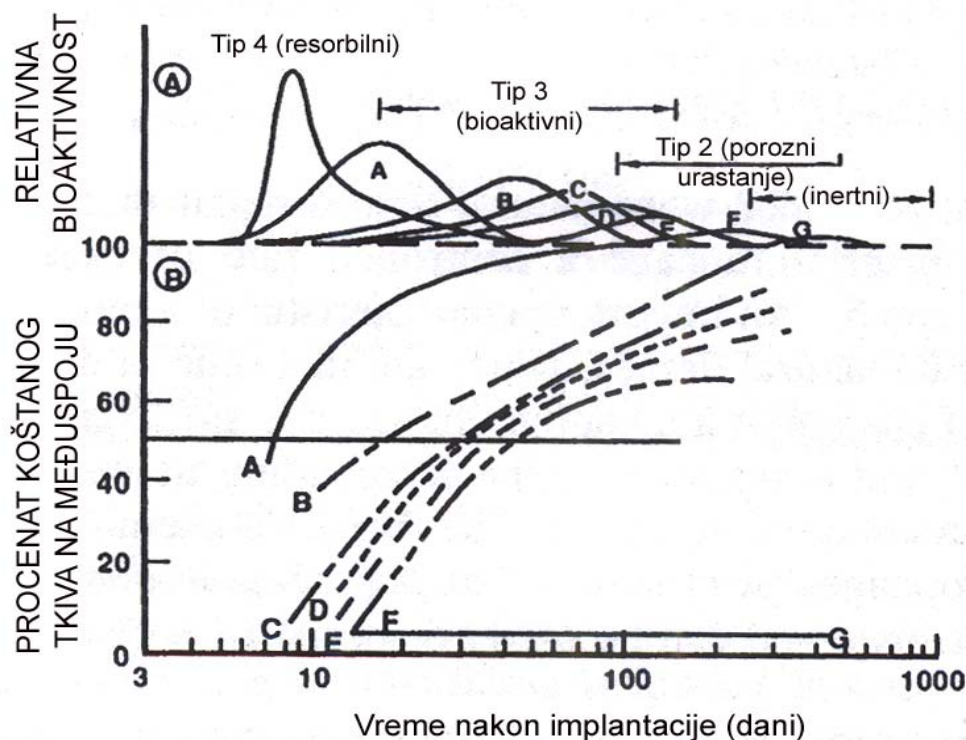 RELATIVNA
BIOAKTIVNOST
A
Tip 4 (resorbilni)
Tip 3
(bioaktivni)
Tip 2 (porozni
urastanje)
(inertni)
A
B
C
D
E
F
G
PROCENAT KOŠTANOG
TKIVA NA MEĐUSPOJU
B
100
80
60
40
20
0
A
B
C
D
E
F
G
3
10
100
1000
Vreme nakon implantacije (dani)